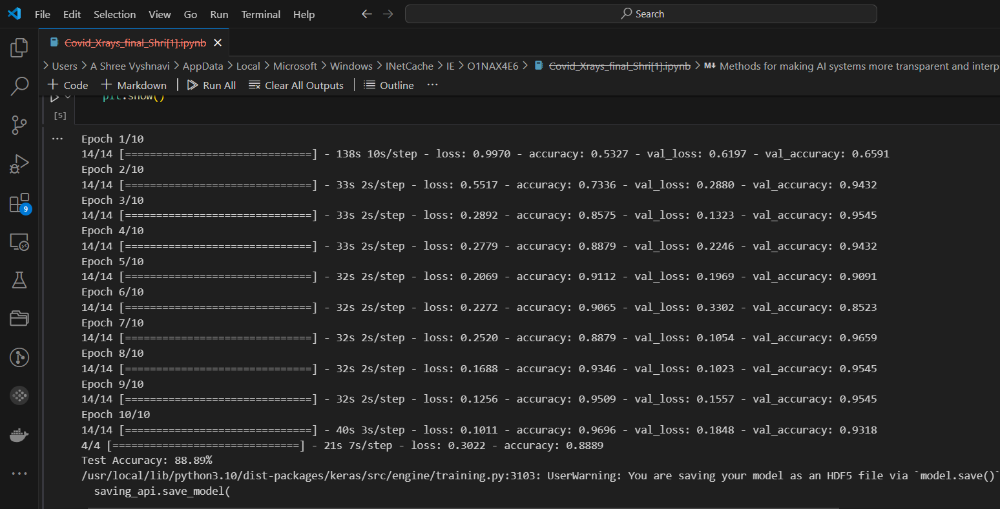 File Edit Selection View Go Run Terminal Help
Search
Covid_Xrays_final_Shri[1].ipynb
Users > A Shree Vyshnavi > AppData > Local > Microsoft > Windows > INetCache > IE > O1NAX4E6 > Covid_Xrays_final_Shri[1].ipynb > M↓ Methods for making AI systems more transparent and interp
+ Code + Markdown | Run All Clear All Outputs | Outline ...
plt.show()
[5]
... Epoch 1/10
14/14 [==============================] - 138s 10s/step - loss: 0.9970 - accuracy: 0.5327 - val_loss: 0.6197 - val_accuracy: 0.6591
Epoch 2/10
14/14 [==============================] - 33s 2s/step - loss: 0.5517 - accuracy: 0.7336 - val_loss: 0.2880 - val_accuracy: 0.9432
Epoch 3/10
14/14 [==============================] - 33s 2s/step - loss: 0.2892 - accuracy: 0.8575 - val_loss: 0.1323 - val_accuracy: 0.9545
Epoch 4/10
14/14 [==============================] - 33s 2s/step - loss: 0.2779 - accuracy: 0.8879 - val_loss: 0.2246 - val_accuracy: 0.9432
Epoch 5/10
14/14 [==============================] - 32s 2s/step - loss: 0.2069 - accuracy: 0.9112 - val_loss: 0.1969 - val_accuracy: 0.9091
Epoch 6/10
14/14 [==============================] - 32s 2s/step - loss: 0.2272 - accuracy: 0.9065 - val_loss: 0.3302 - val_accuracy: 0.8523
Epoch 7/10
14/14 [==============================] - 32s 2s/step - loss: 0.2520 - accuracy: 0.8879 - val_loss: 0.1054 - val_accuracy: 0.9659
Epoch 8/10
14/14 [==============================] - 32s 2s/step - loss: 0.1688 - accuracy: 0.9346 - val_loss: 0.1023 - val_accuracy: 0.9545
9
Epoch 9/10
14/14 [==============================] - 32s 2s/step - loss: 0.1256 - accuracy: 0.9509 - val_loss: 0.1557 - val_accuracy: 0.9545
Epoch 10/10
14/14 [==============================] - 40s 3s/step - loss: 0.1011 - accuracy: 0.9696 - val_loss: 0.1848 - val_accuracy: 0.9318
4/4 [==============================] - 21s 7s/step - loss: 0.3022 - accuracy: 0.8889
Test Accuracy: 88.89%
/usr/local/lib/python3.10/dist-packages/keras/src/engine/training.py:3103: UserWarning: You are saving your model as an HDF5 file via `model.save()`
saving_api.save_model(